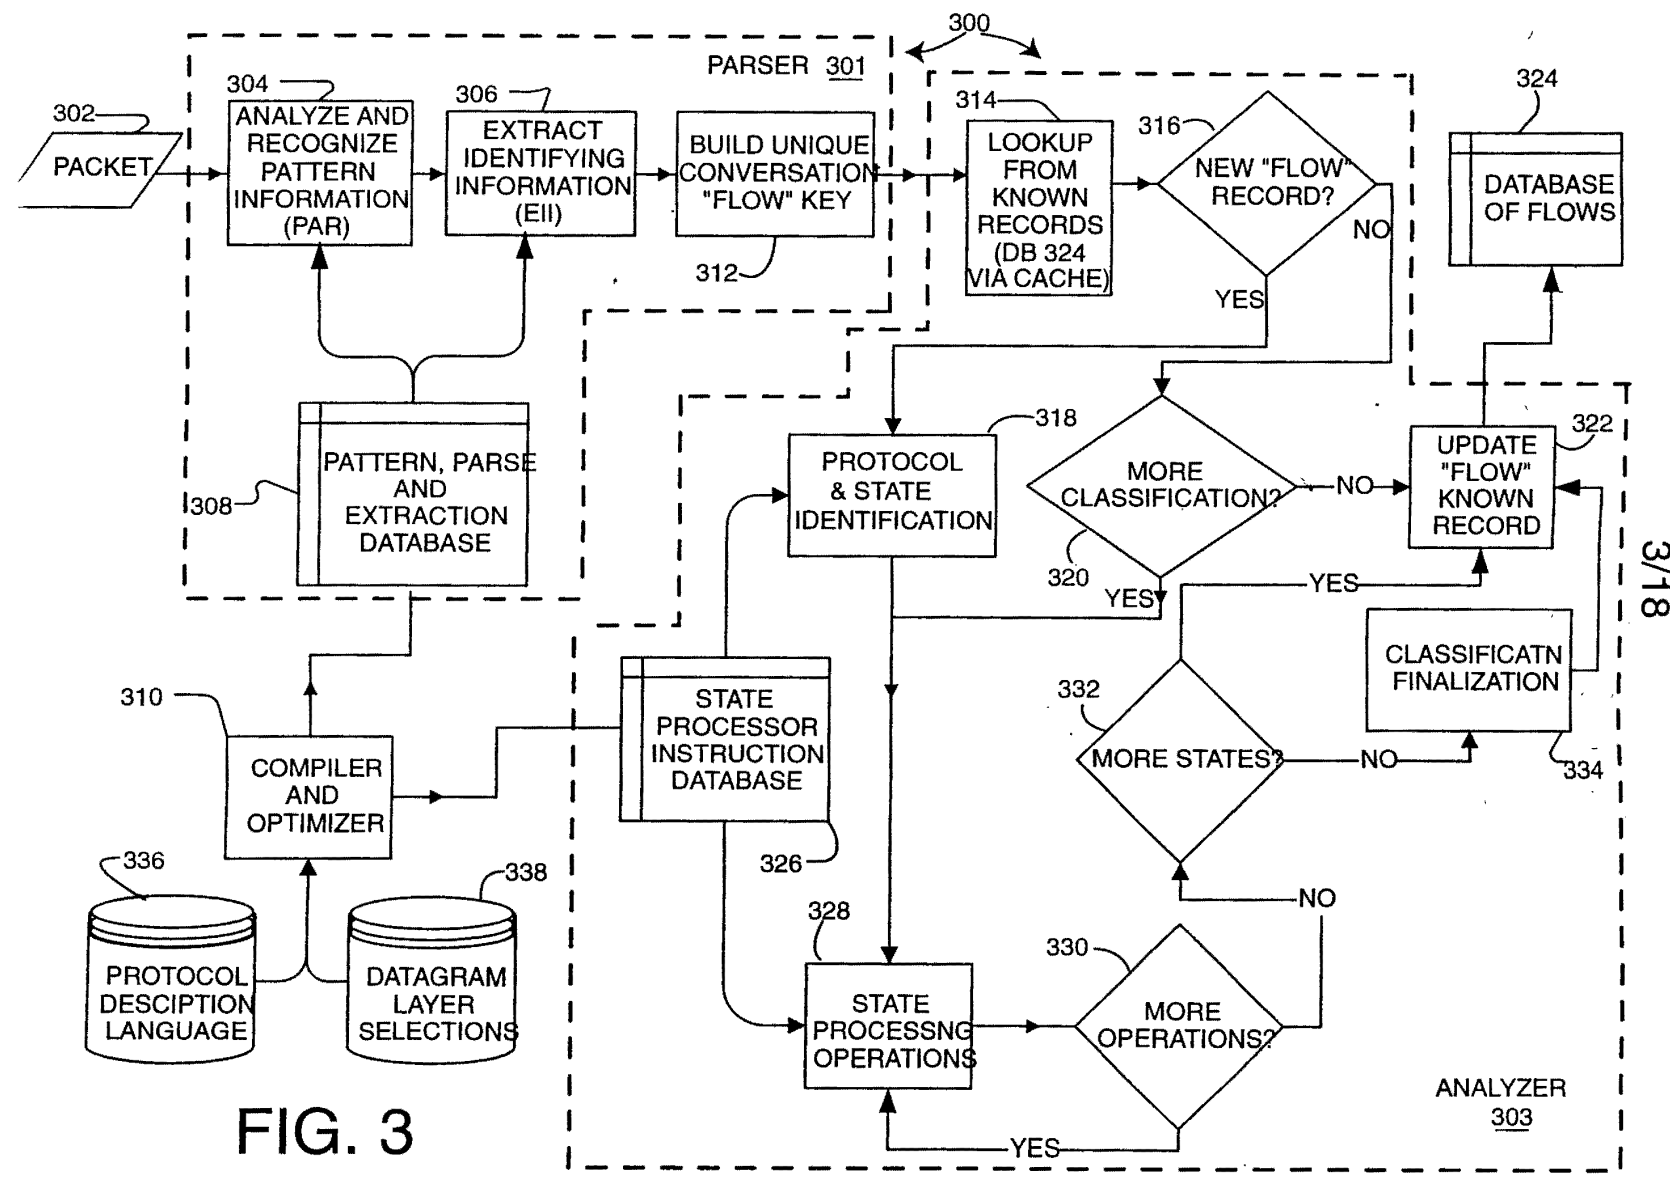 300
PARSER 301
302
PACKET
304
ANALYZE AND
RECOGNIZE
PATTERN
INFORMATION
(PAR)
306
EXTRACT
IDENTIFYING
INFORMATION
(EII)
BUILD UNIQUE
CONVERSATION
"FLOW" KEY
312
314
LOOKUP
FROM
KNOWN
RECORDS
(DB 324
VIA CACHE)
316
NEW "FLOW"
RECORD?
NO
YES
324
DATABASE
OF FLOWS
308
PATTERN, PARSE
AND
EXTRACTION
DATABASE
318
PROTOCOL
& STATE
IDENTIFICATION
MORE
CLASSIFICATION?
320
NO
YES
322
UPDATE
"FLOW"
KNOWN
RECORD
3/18
YES
CLASSIFICATN
FINALIZATION
334
332
MORE STATES?
NO
310
COMPILER
AND
OPTIMIZER
STATE
PROCESSOR
INSTRUCTION
DATABASE
326
336
PROTOCOL
DESCIPTION
LANGUAGE
338
DATAGRAM
LAYER
SELECTIONS
328
STATE
PROCESSNG
OPERATIONS
330
MORE
OPERATIONS?
NO
YES
ANALYZER
303
FIG. 3